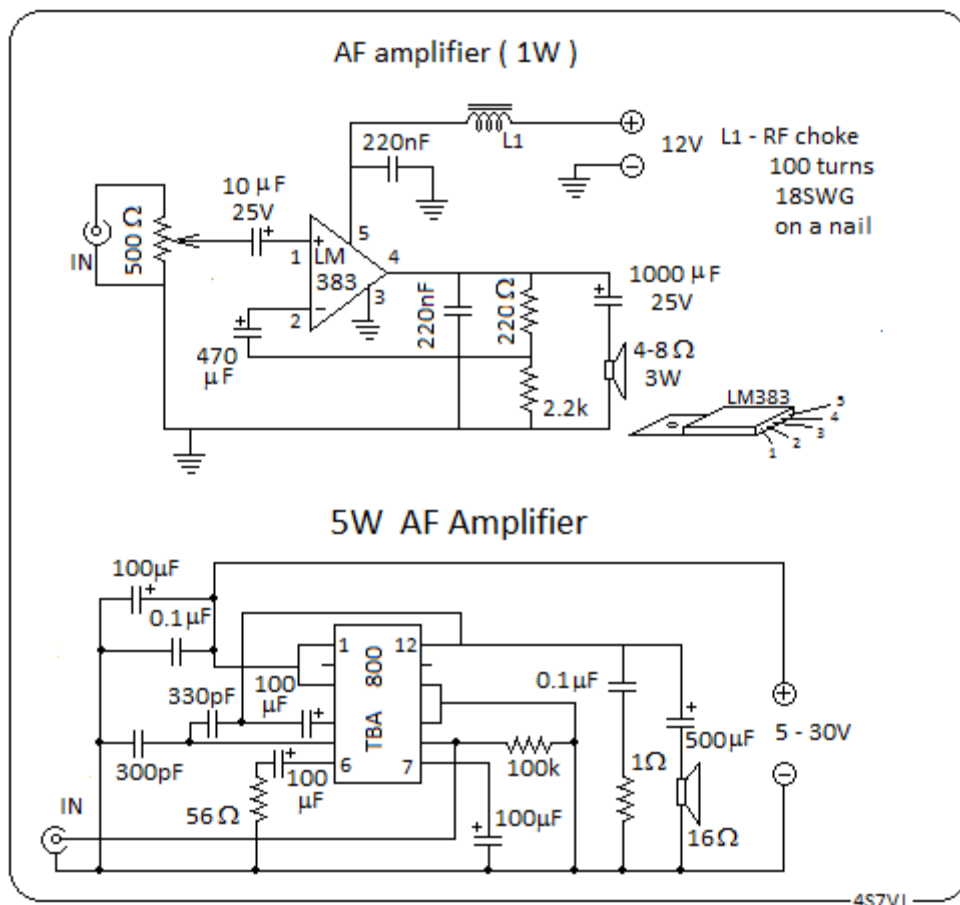 AF amplifier ( 1W )
220nF
L1
12V
L1 - RF choke
100 turns
18SWG
on a nail
10 µF
25V
IN
500 Ω
1
5
LM
383
4
3
2
220nF
220 Ω
1000 µF
25V
470
µF
4-8 Ω
3W
2.2k
LM383
5
4
3
2
1
5W AF Amplifier
100µF
0.1µF
1
12
800
TBA
330pF
100
µF
0.1µF
500µF
5 - 30V
300pF
6
7
100k
100
µF
1Ω
IN
56 Ω
100µF
16Ω
4S7VJ